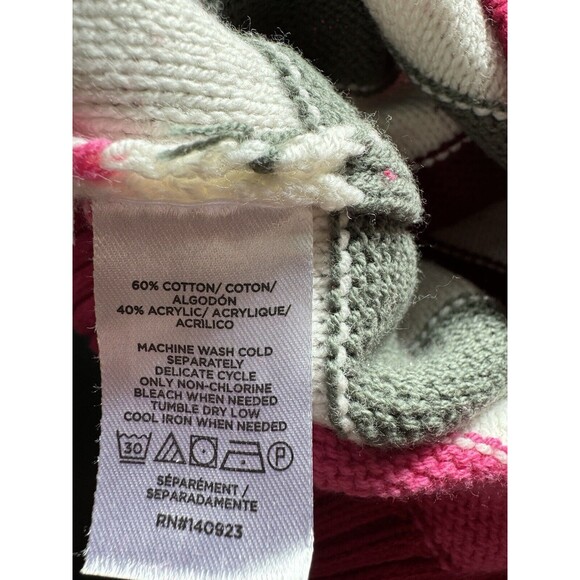 60% COTTON/ COTON/
ALGODÓN
40% ACRYLIC/ ACRYLIQUE/
ACRILICO
MACHINE WASH COLD
SEPARATELY
DELICATE CYCLE
ONLY NON-CHLORINE
BLEACH WHEN NEEDED
TUMBLE DRY LOW
COOL IRON WHEN NEEDED
30 P
SÉPARÉMENT /
SEPARADAMENTE
RN#140923